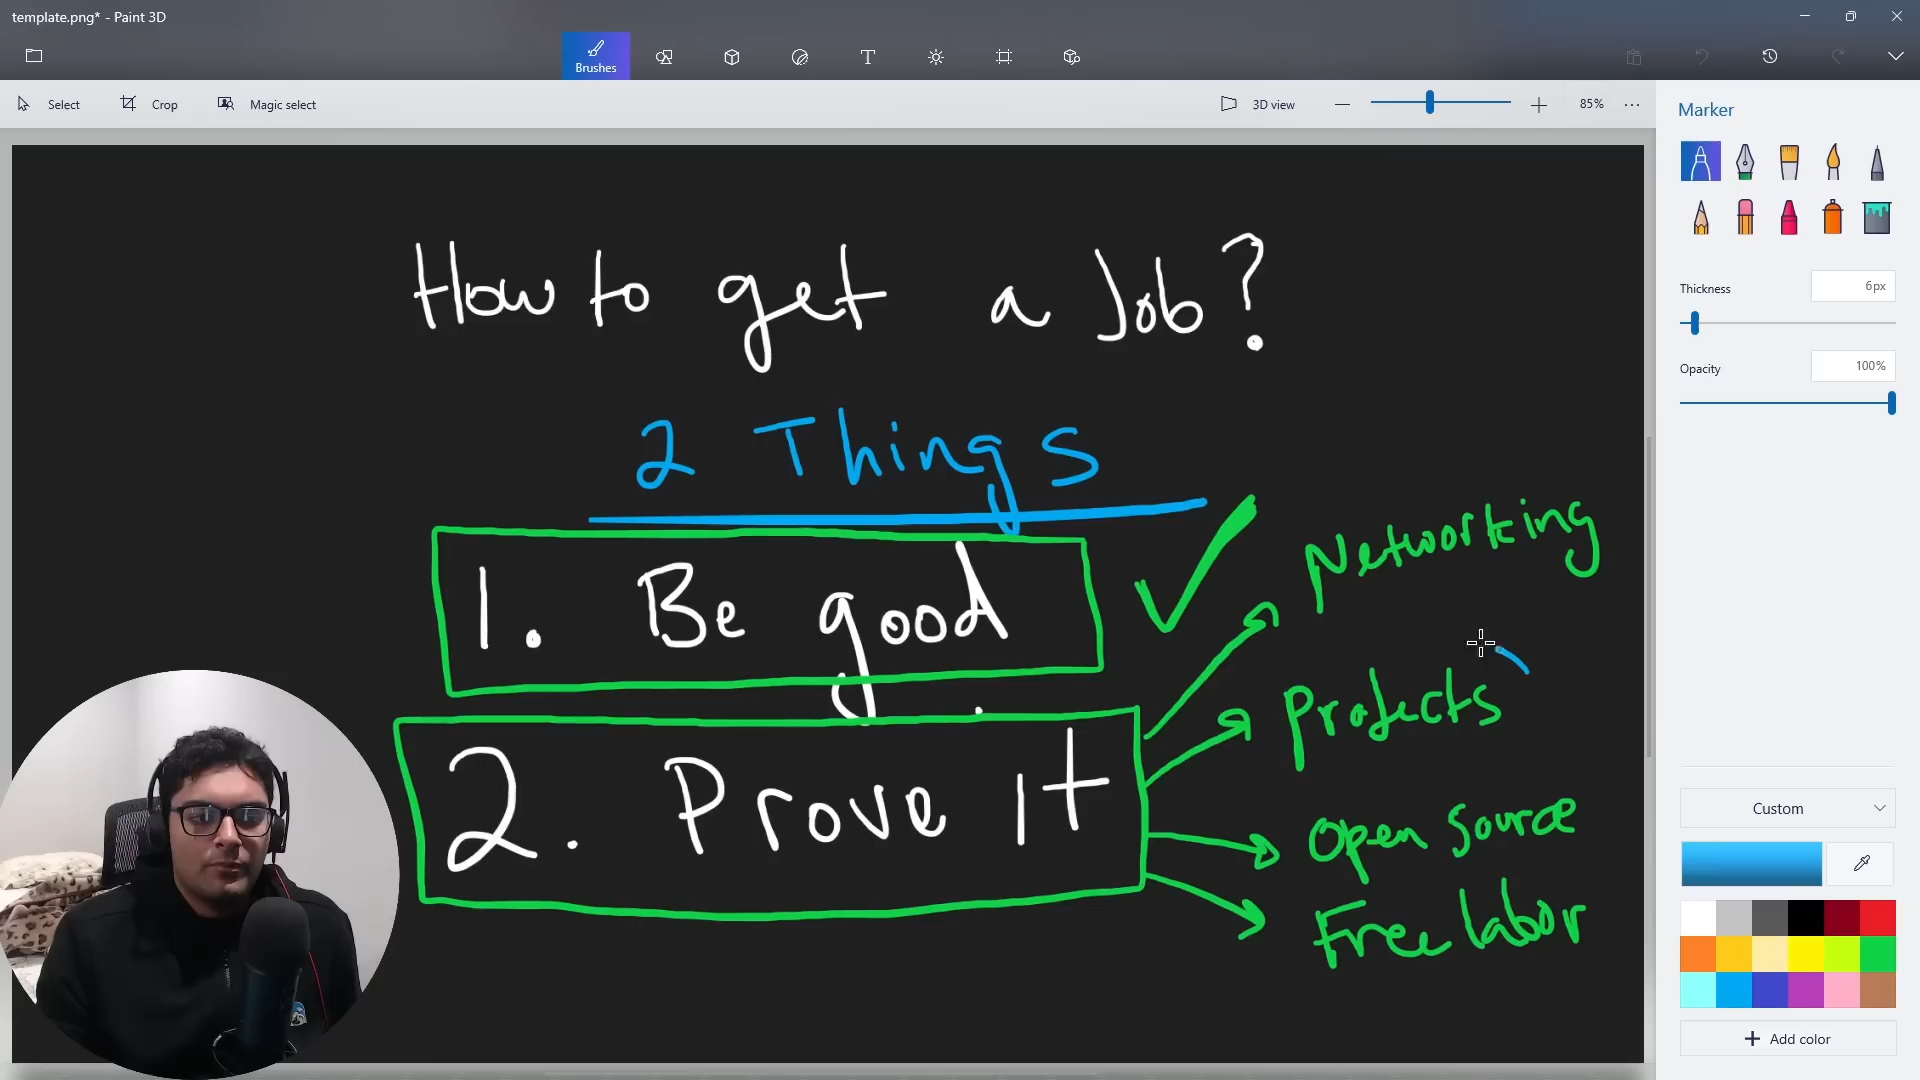 template.png* - Paint 3D
Brushes
Select Crop Magic select 3D view 85%
Marker
Thickness 6px
Opacity 100%
How to get a Job?
2 Things
1. Be good
2. Prove it
Networking
Projects
Open Source
Free labor
Custom
Add color